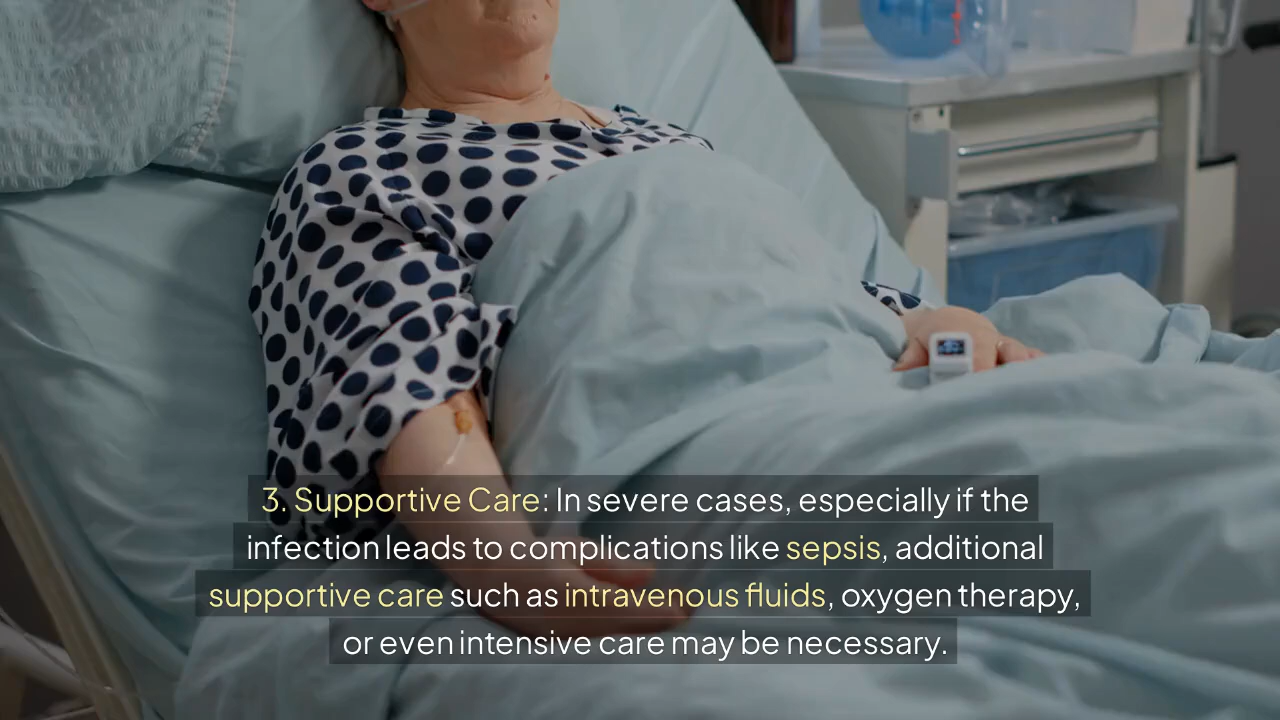 3. Supportive Care: In severe cases, especially if the
infection leads to complications like sepsis, additional
supportive care such as intravenous fluids, oxygen therapy,
or even intensive care may be necessary.